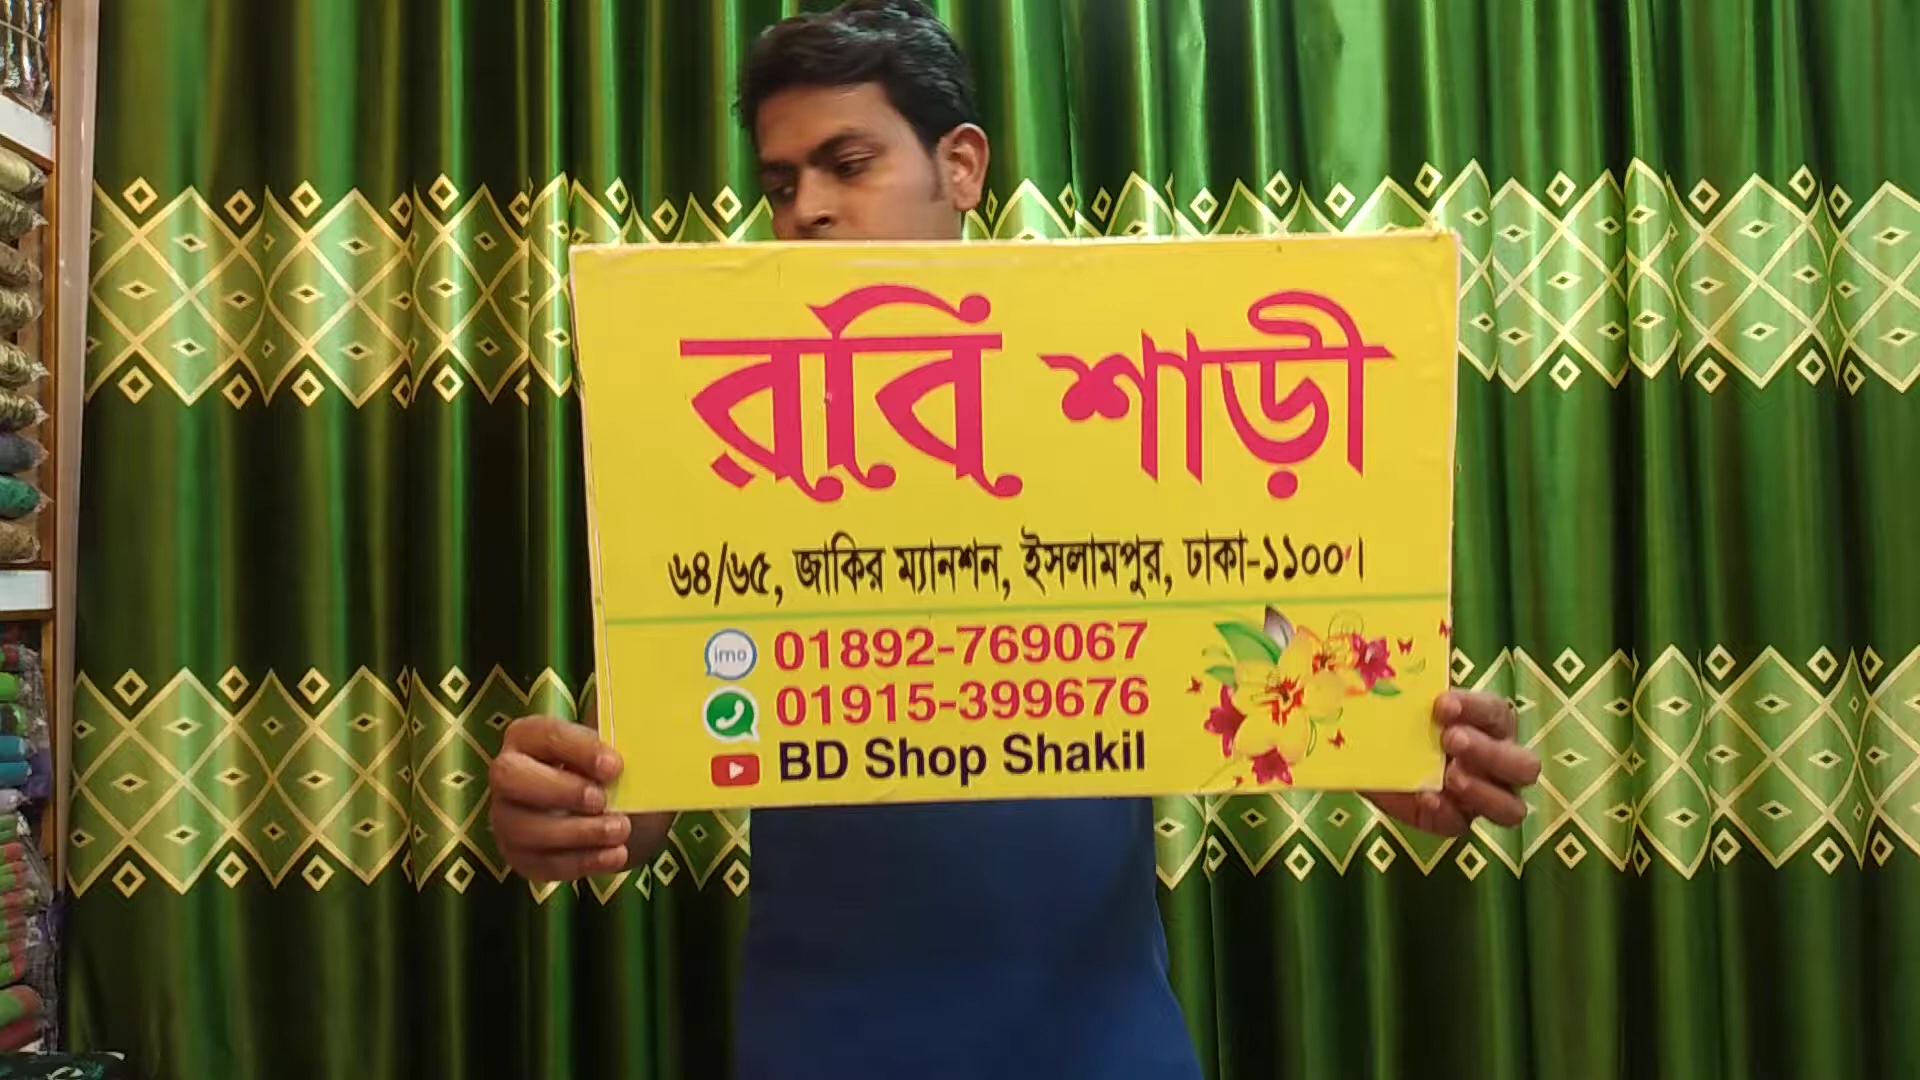 রবি শাড়ী
৬৪/৬৫, জাকির ম্যানশন, ইসলামপুর, ঢাকা-১১০০।
imo 01892-769067
01915-399676
BD Shop Shakil